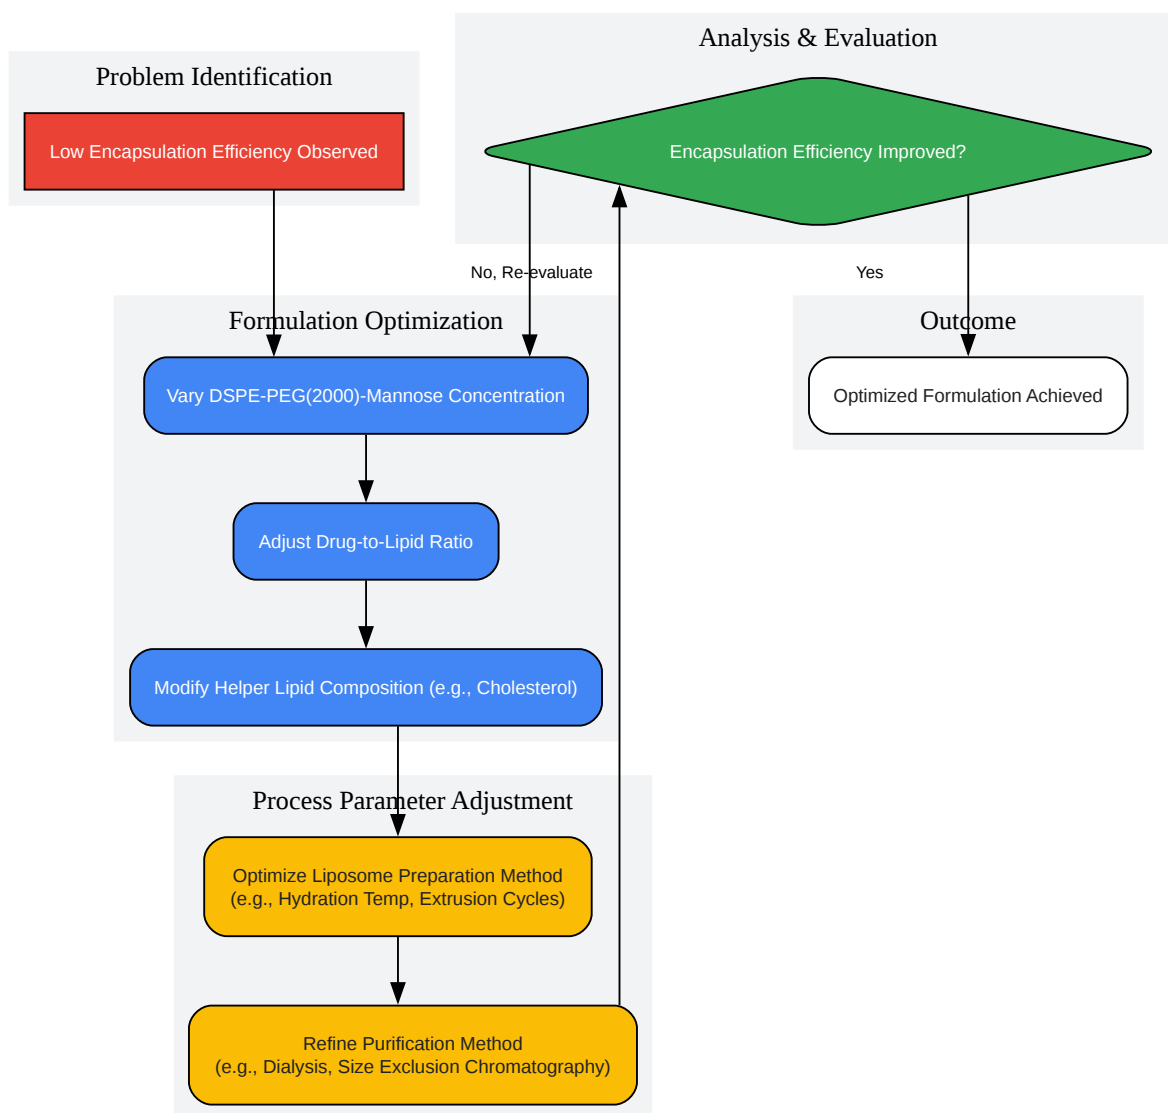 Problem Identification
Low Encapsulation Efficiency Observed
Analysis & Evaluation
Encapsulation Efficiency Improved?
No, Re-evaluate
Yes
Formulation Optimization
Vary DSPE-PEG(2000)-Mannose Concentration
Adjust Drug-to-Lipid Ratio
Modify Helper Lipid Composition (e.g., Cholesterol)
Outcome
Optimized Formulation Achieved
Process Parameter Adjustment
Optimize Liposome Preparation Method
(e.g., Hydration Temp, Extrusion Cycles)
Refine Purification Method
(e.g., Dialysis, Size Exclusion Chromatography)